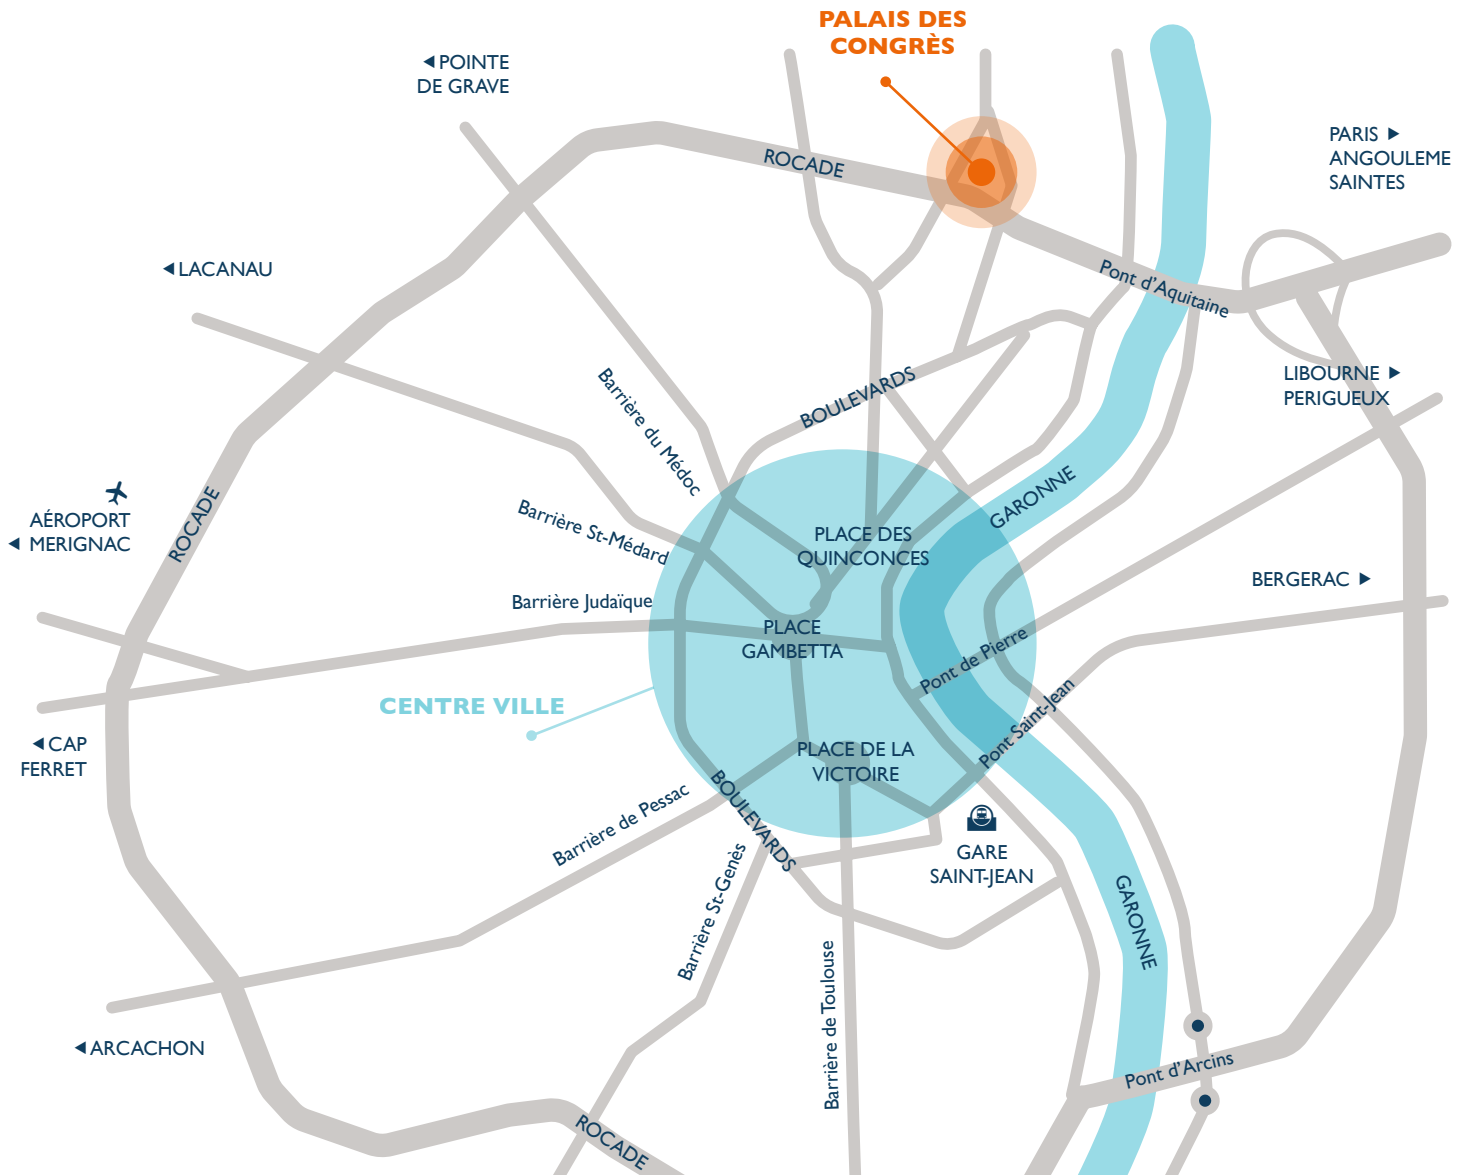 PALAIS DES
CONGRÈS
POINTE
DE GRAVE
PARIS
ANGOULEME
SAINTES
ROCADE
LACANAU
Pont d'Aquitaine
LIBOURNE
PERIGUEUX
BOULEVARDS
Barrière du Médoc
AÉROPORT
MERIGNAC
ROCADE
Barrière St-Médard
GARONNE
PLACE DES
QUINCONCES
BERGERAC
Barrière Judaïque
PLACE
GAMBETTA
Pont de Pierre
CENTRE VILLE
Pont Saint-Jean
CAP
FERRET
PLACE DE LA
VICTOIRE
BOULEVARDS
Barrière de Pessac
GARE
SAINT-JEAN
Barrière St-Genès
GARONNE
Barrière de Toulouse
ARCACHON
Pont d'Arcins
ROCADE